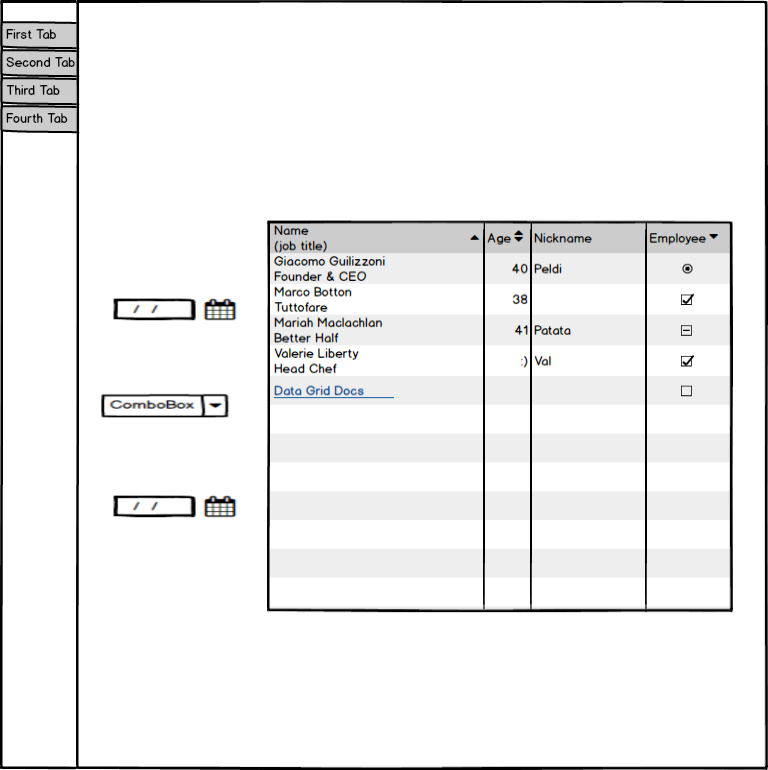 First Tab
Second Tab
Third Tab
Fourth Tab
Name
(job title)
Age
Nickname
Employee
Giacomo Guilizzoni
Founder & CEO
40
Peldi
Marco Botton
Tuttofare
38
Mariah Maclachlan
Better Half
41
Patata
Valerie Liberty
Head Chef
:)
Val
Data Grid Docs
/ /
ComboBox
/ /